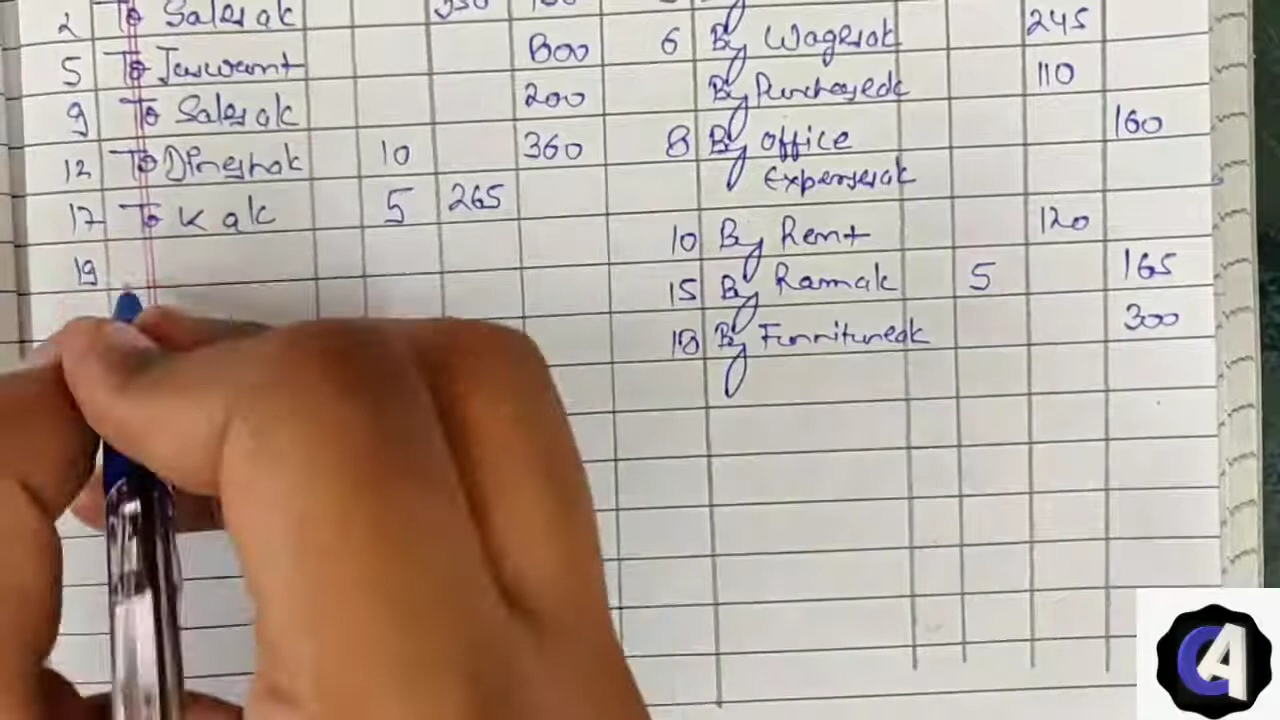 2 To Sales ak
5 To Jaswant 800
9 To Sales ak 200
12 To Dinesh ak 10 360
17 To K ak 5 265
19
6 By Wages ak 245
By Purchases ak 110
8 By office 160
Expenses ak
10 By Rent 120
15 By Ram ak 5 165
18 By Furniture ak 300
CA